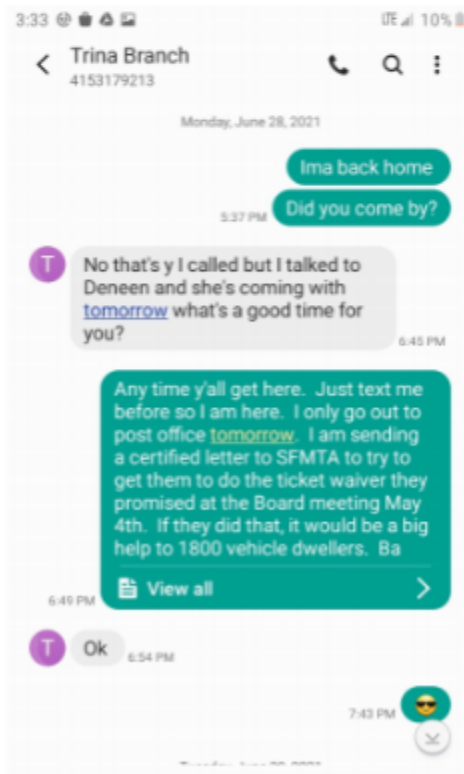 3:33 LTE 10%
Trina Branch
4153179213
Monday, June 28, 2021
Ima back home
Did you come by?
5:37 PM
No that's y I called but I talked to
Deneen and she's coming with
tomorrow what's a good time for
you?
6:45 PM
Any time y'all get here. Just text me
before so I am here. I only go out to
post office tomorrow. I am sending
a certified letter to SFMTA to try to
get them to do the ticket waiver they
promised at the Board meeting May
4th. If they did that, it would be a big
help to 1800 vehicle dwellers. Ba
View all
6:49 PM
T Ok 6:54 PM
7:43 PM 😎